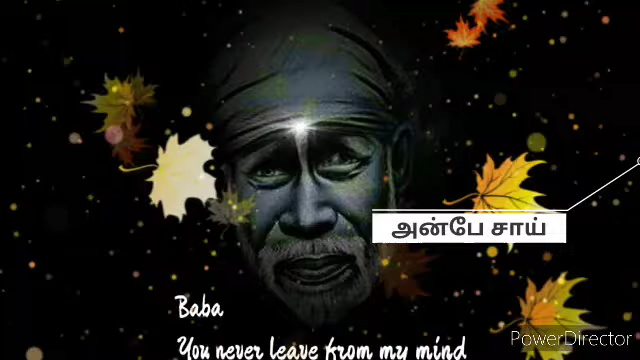 அன்பே சாய்
Baba
You never leave from my mind
PowerDirector